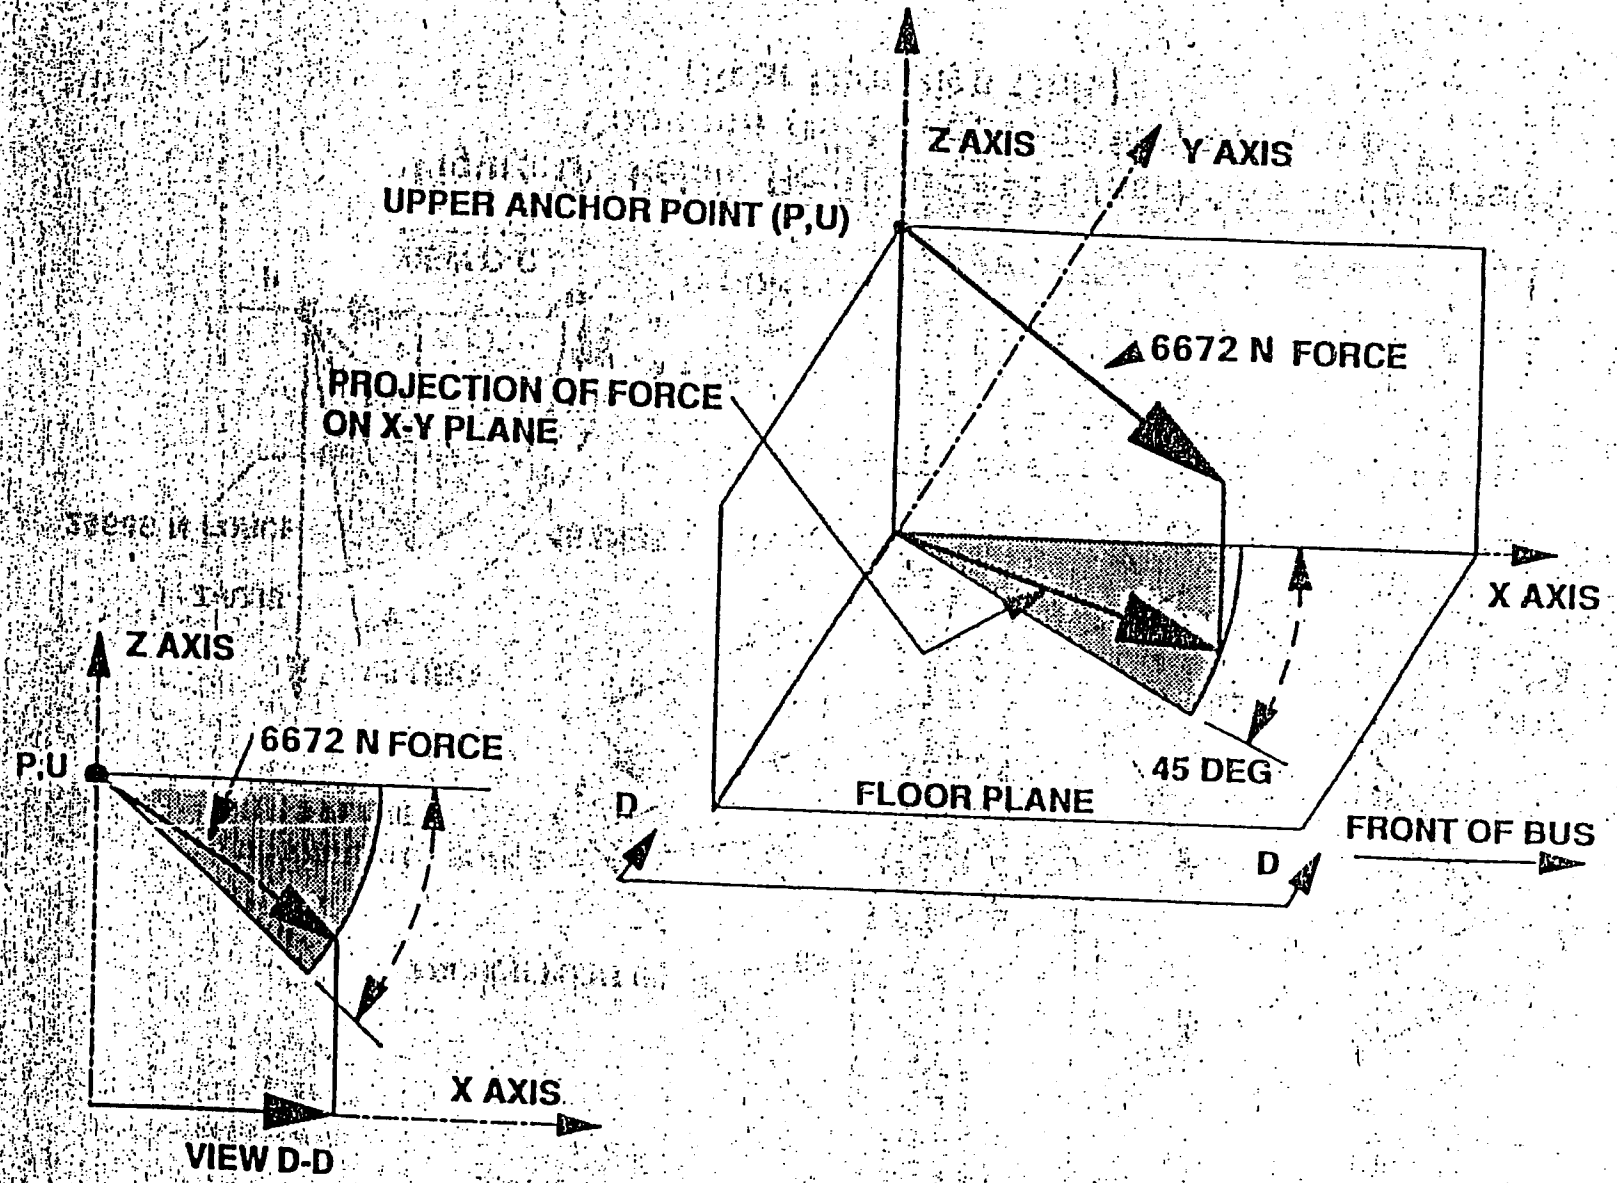 Z AXIS
Y AXIS
UPPER ANCHOR POINT (P,U)
6672 N FORCE
PROJECTION OF FORCE
ON X-Y PLANE
X AXIS
45 DEG
FLOOR PLANE
D
D
FRONT OF BUS
Z AXIS
P,U
6672 N FORCE
X AXIS
VIEW D-D